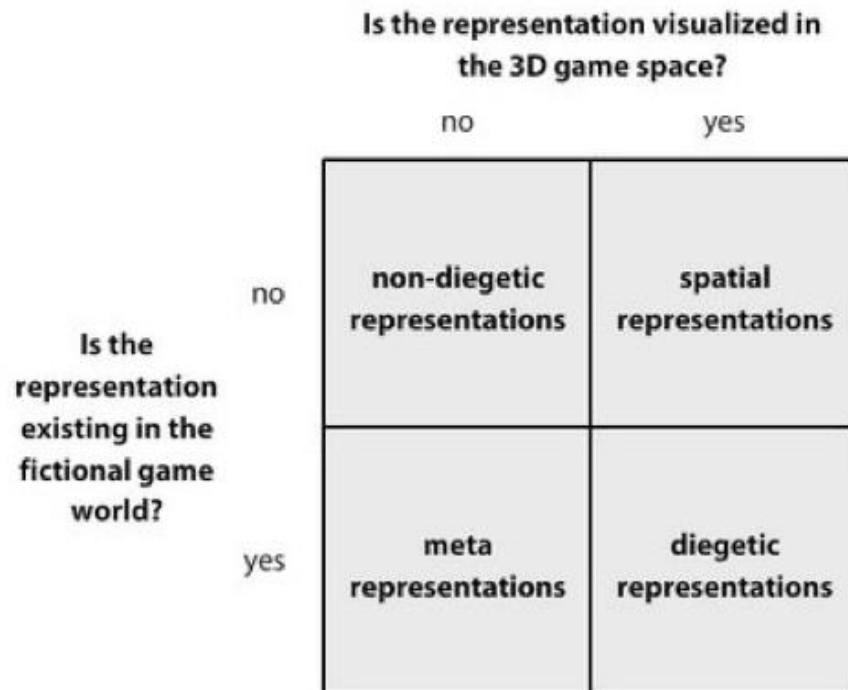 Is the representation visualized in
the 3D game space?
no yes
no
non-diegetic
representations
spatial
representations
Is the
representation
existing in the
fictional game
world?
yes
meta
representations
diegetic
representations